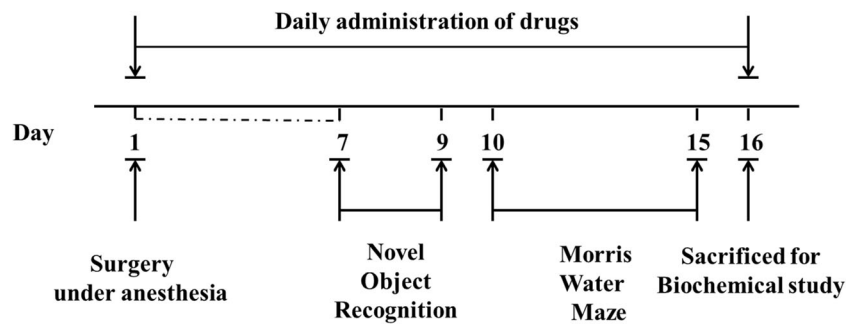 Daily administration of drugs
Day
1 7 9 10 15 16
Surgery
under anesthesia
Novel
Object
Recognition
Morris
Water
Maze
Sacrificed for
Biochemical study